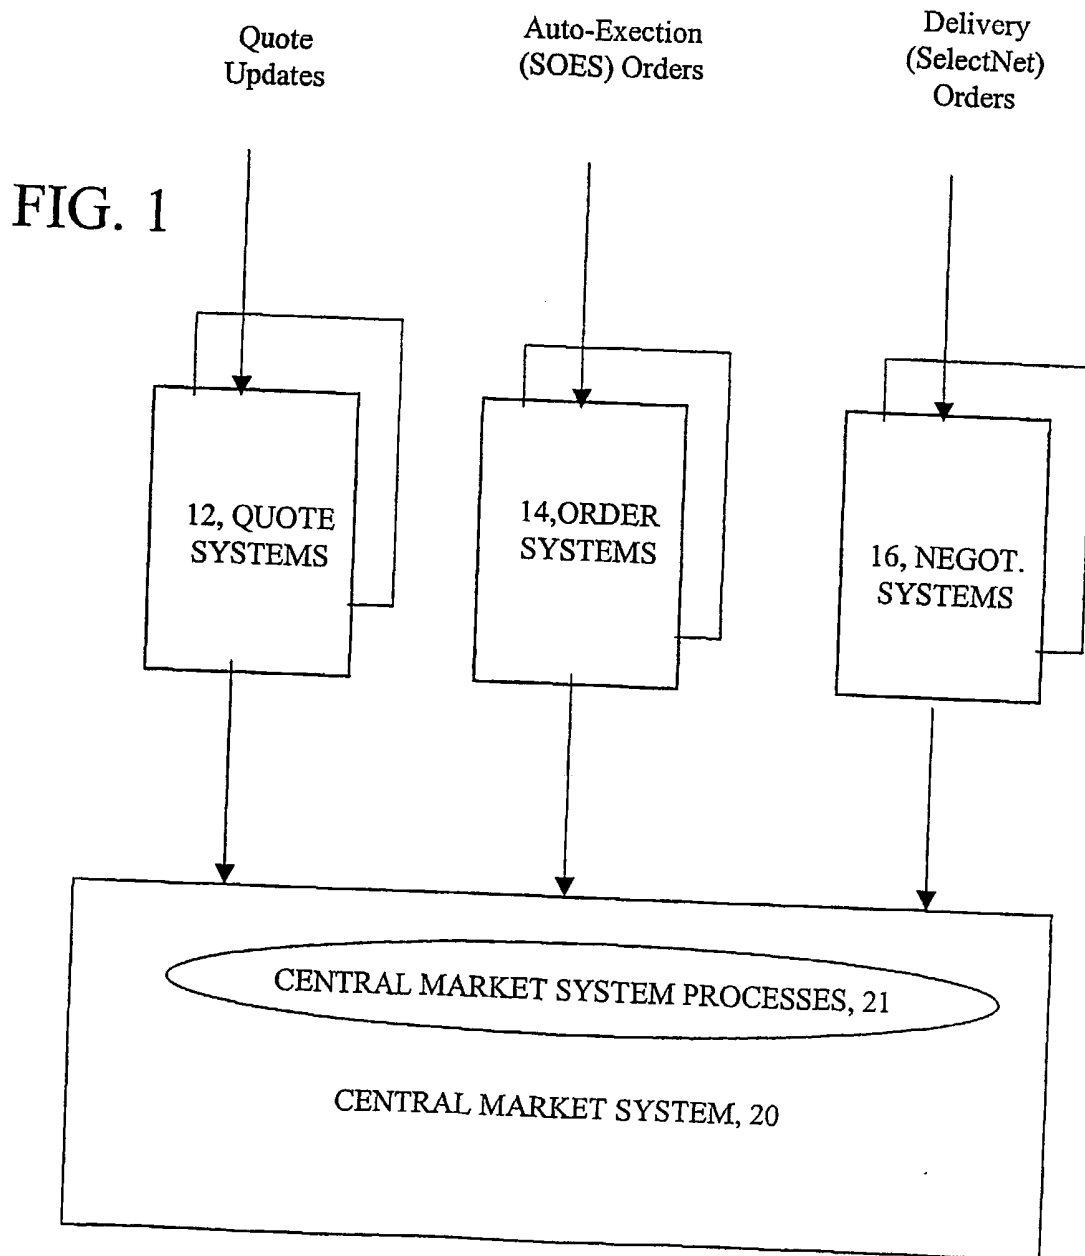 Quote
Updates
Auto-Exection
(SOES) Orders
Delivery
(SelectNet)
Orders
FIG. 1
12, QUOTE
SYSTEMS
14,ORDER
SYSTEMS
16, NEGOT.
SYSTEMS
CENTRAL MARKET SYSTEM PROCESSES, 21
CENTRAL MARKET SYSTEM, 20